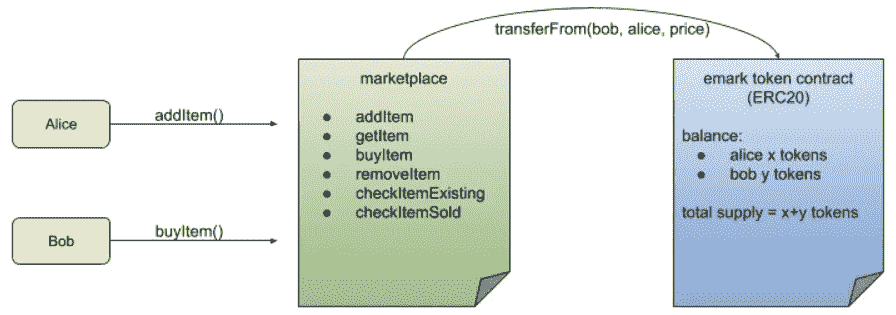 transferFrom(bob, alice, price)
marketplace
● addItem
● getItem
● buyItem
● removeItem
● checkItemExisting
● checkItemSold
emark token contract
(ERC20)
balance:
● alice x tokens
● bob y tokens
total supply = x+y tokens
Alice
addItem()
Bob
buyItem()